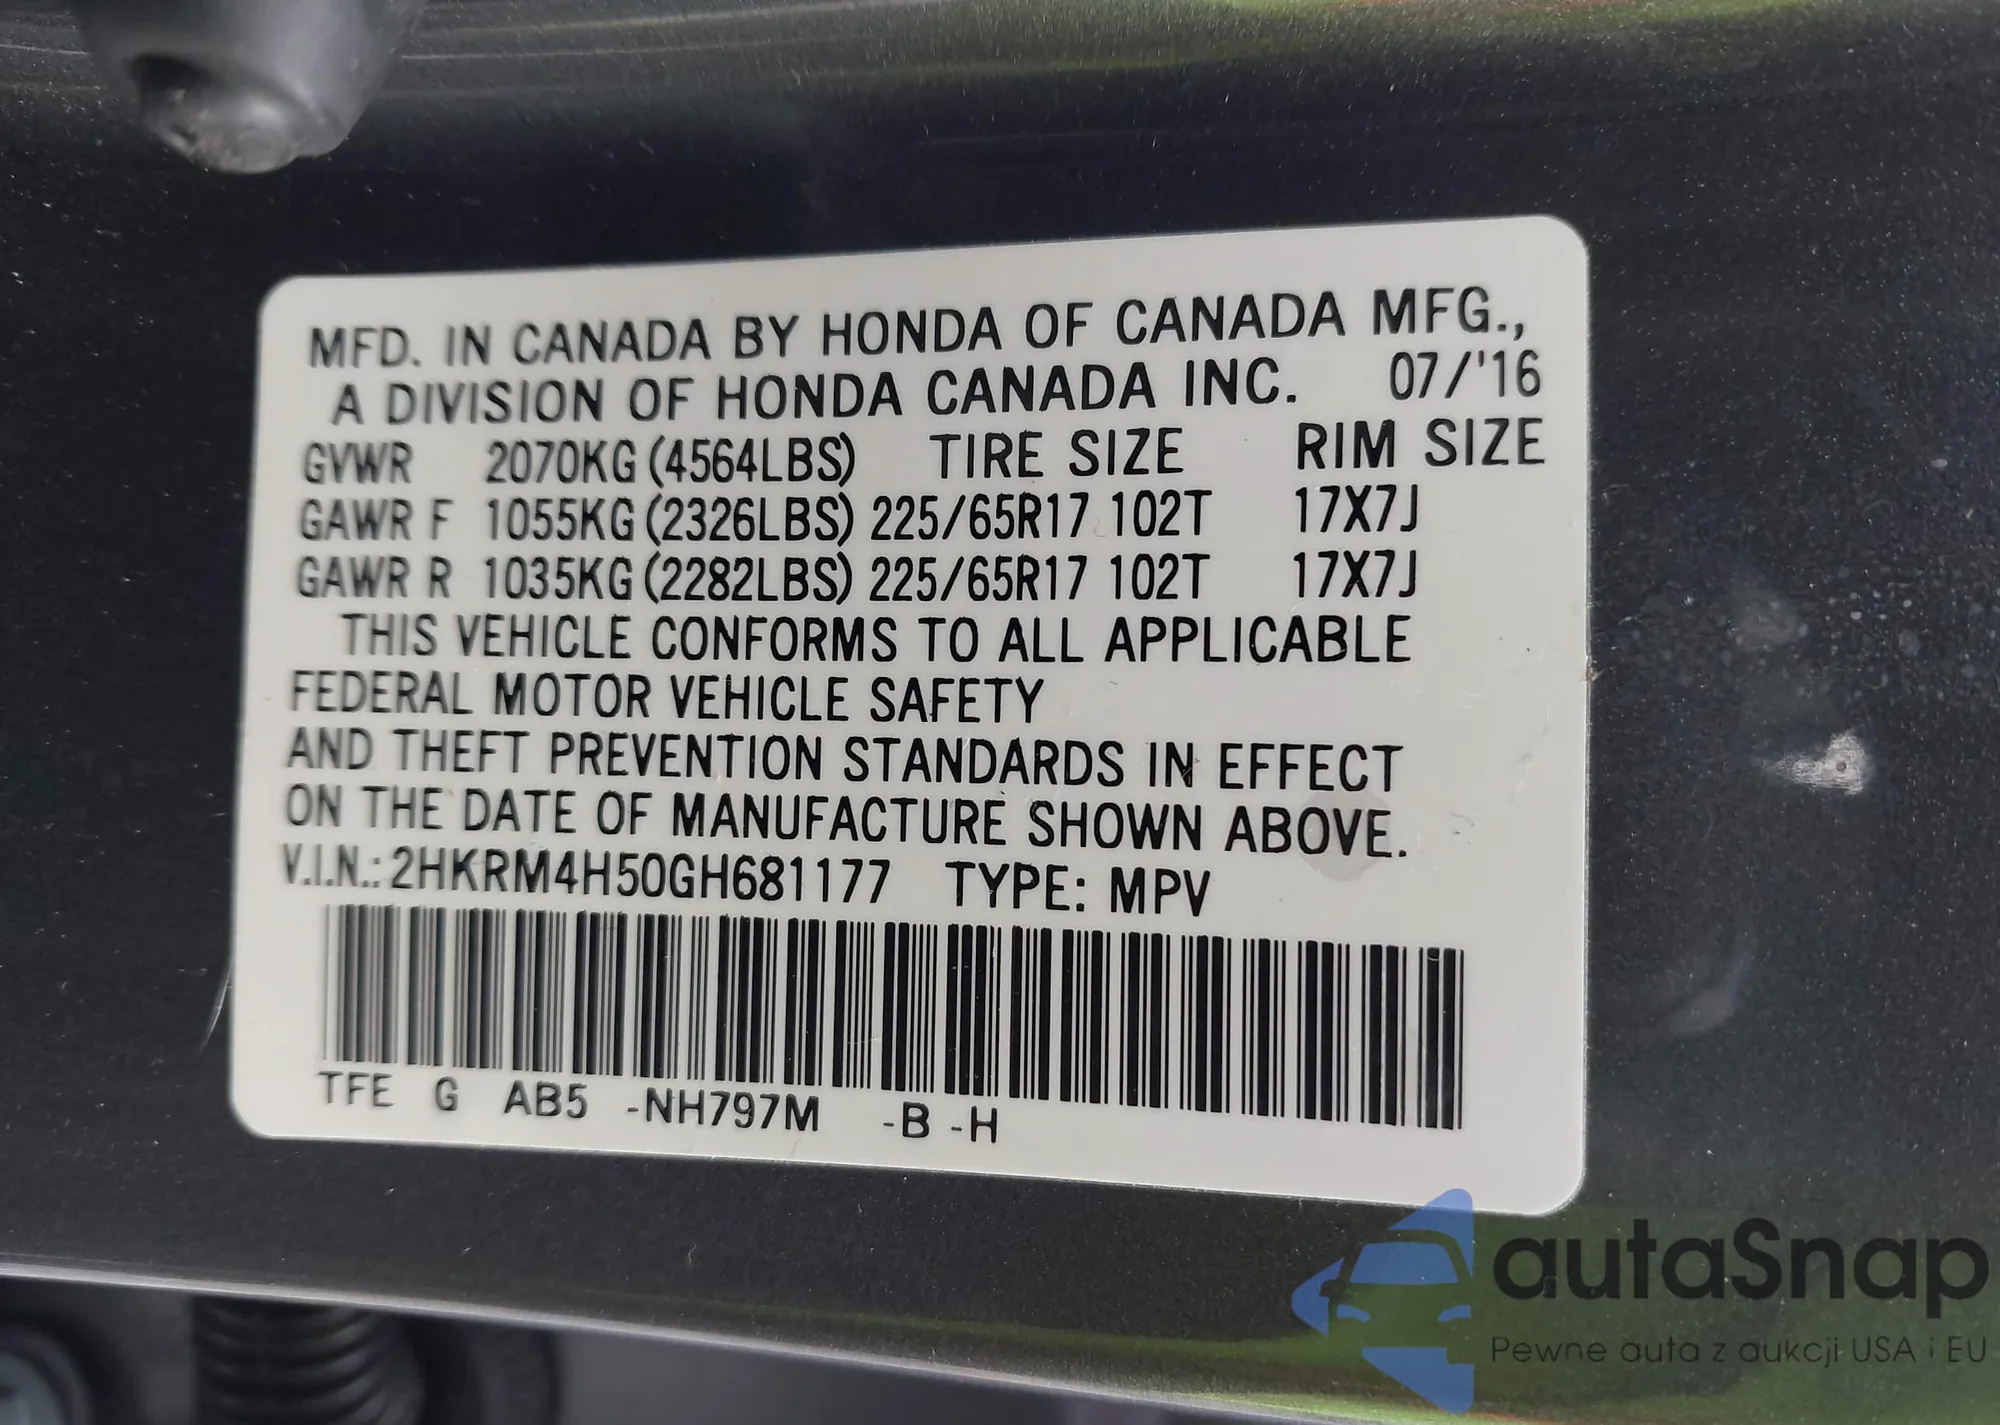 MFD. IN CANADA BY HONDA OF CANADA MFG.,
A DIVISION OF HONDA CANADA INC. 07/'16
GVWR 2070KG (4564LBS) TIRE SIZE RIM SIZE
GAWR F 1055KG (2326LBS) 225/65R17 102T 17X7J
GAWR R 1035KG (2282LBS) 225/65R17 102T 17X7J
THIS VEHICLE CONFORMS TO ALL APPLICABLE
FEDERAL MOTOR VEHICLE SAFETY
AND THEFT PREVENTION STANDARDS IN EFFECT
ON THE DATE OF MANUFACTURE SHOWN ABOVE.
V.I.N.: 2HKRM4H50GH681177 TYPE: MPV
TFE G AB5 -NH797M -B -H
autaSnap
Pewne auta z aukcji USA i EU